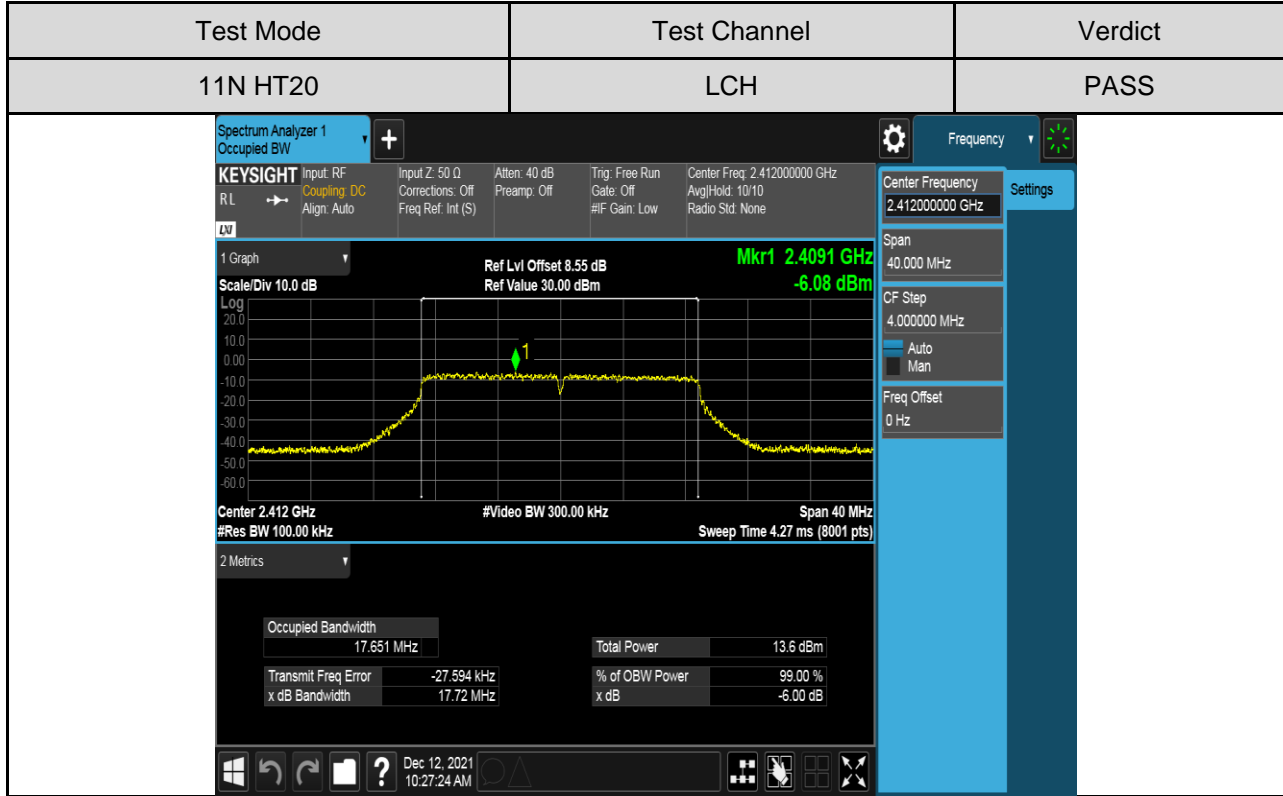 Test Mode Test Channel Verdict
11N HT20 LCH PASS
Spectrum Analyzer 1
Occupied BW
+
Frequency
KEYSIGHT Input: RF Input Z: 50 Ω Atten: 40 dB Trig: Free Run Center Freq: 2.412000000 GHz
RL Coupling: DC Corrections: Off Preamp: Off Gate: Off Avg|Hold: 10/10
Align: Auto Freq Ref: Int (S) #IF Gain: Low Radio Std: None
LXI
Center Frequency
2.412000000 GHz
Settings
Span
40.000 MHz
CF Step
4.000000 MHz
Auto
Man
Freq Offset
0 Hz
1 Graph
Ref Lvl Offset 8.55 dB Mkr1 2.4091 GHz
Scale/Div 10.0 dB Ref Value 30.00 dBm -6.08 dBm
Log
20.0
10.0
1
0.00
-10.0
-20.0
-30.0
-40.0
-50.0
-60.0
Center 2.412 GHz #Video BW 300.00 kHz Span 40 MHz
#Res BW 100.00 kHz Sweep Time 4.27 ms (8001 pts)
2 Metrics
Occupied Bandwidth
17.651 MHz Total Power 13.6 dBm
Transmit Freq Error -27.594 kHz % of OBW Power 99.00 %
x dB Bandwidth 17.72 MHz x dB -6.00 dB
? Dec 12, 2021
10:27:24 AM